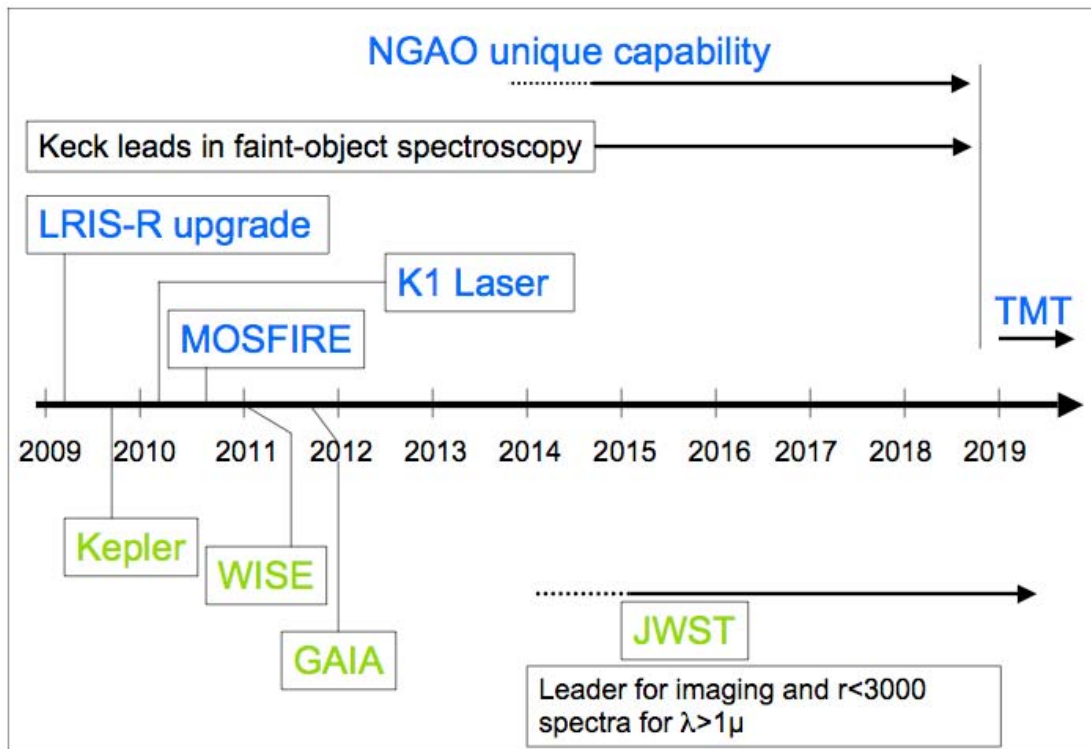 NGAO unique capability
Keck leads in faint-object spectroscopy
LRIS-R upgrade
K1 Laser
MOSFIRE
TMT
2009 2010 2011 2012 2013 2014 2015 2016 2017 2018 2019
Kepler
WISE
GAIA
JWST
Leader for imaging and r<3000
spectra for λ>1μ